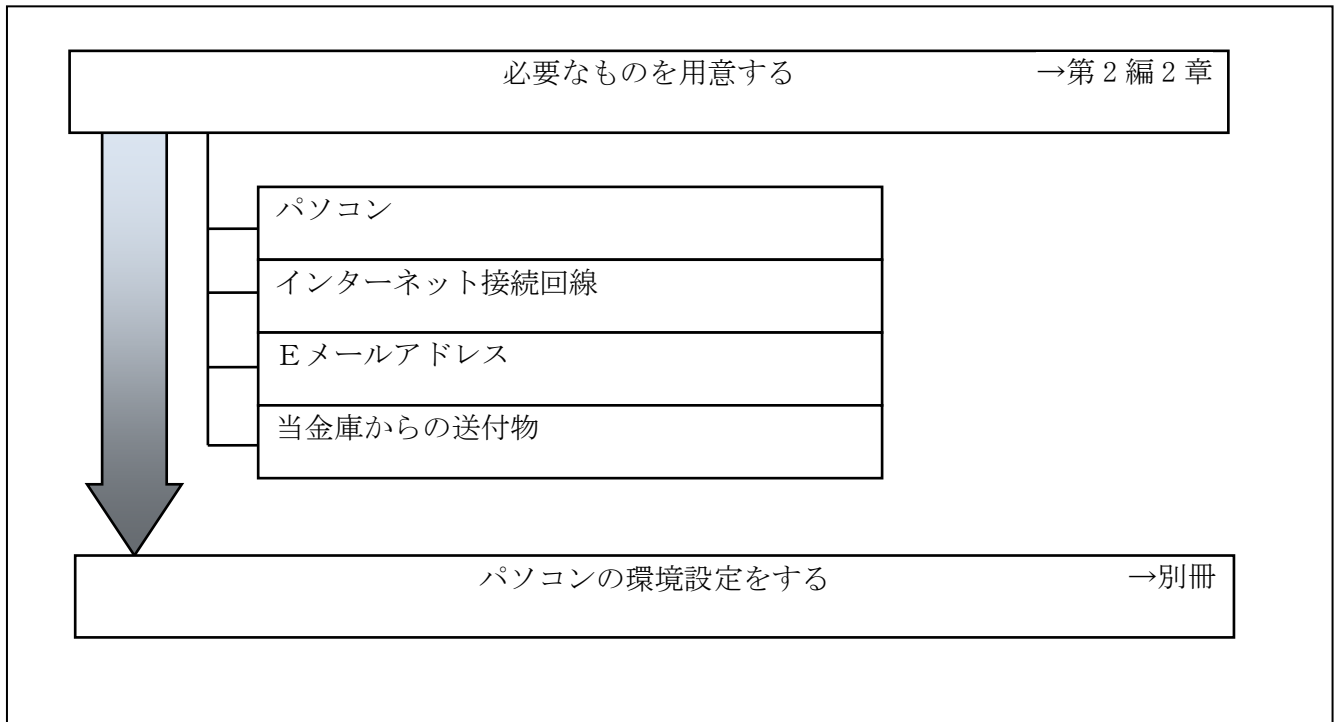 必要なものを用意する →第２編２章
パソコン
インターネット接続回線
Ｅメールアドレス
当金庫からの送付物
パソコンの環境設定をする →別冊